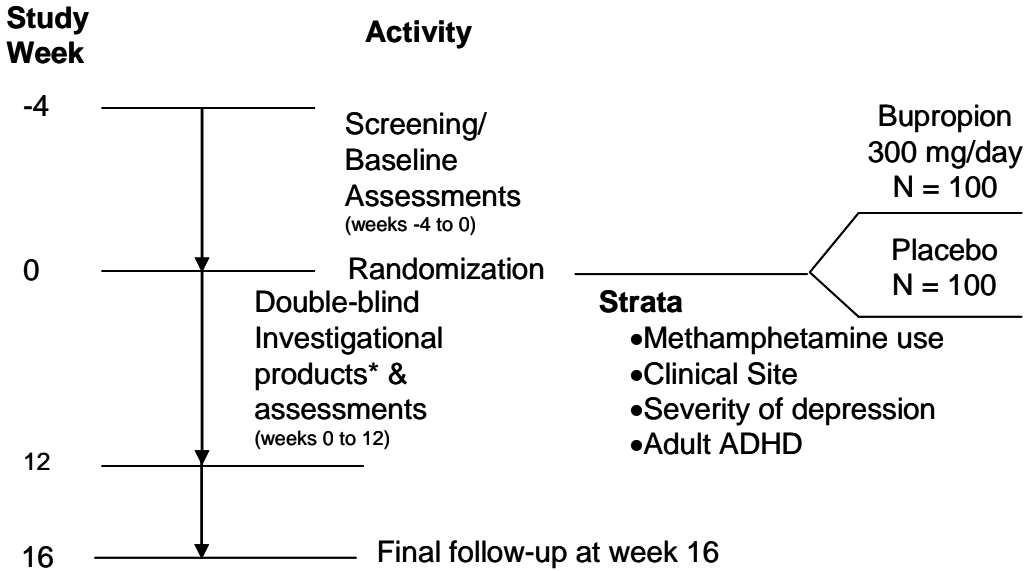 Study
Week
Activity
-4
Screening/
Baseline
Assessments
(weeks -4 to 0)
Bupropion
300 mg/day
N = 100
0
Randomization
Placebo
N = 100
Double-blind
Investigational
products* &
assessments
(weeks 0 to 12)
Strata
•Methamphetamine use
•Clinical Site
•Severity of depression
•Adult ADHD
12
16
Final follow-up at week 16